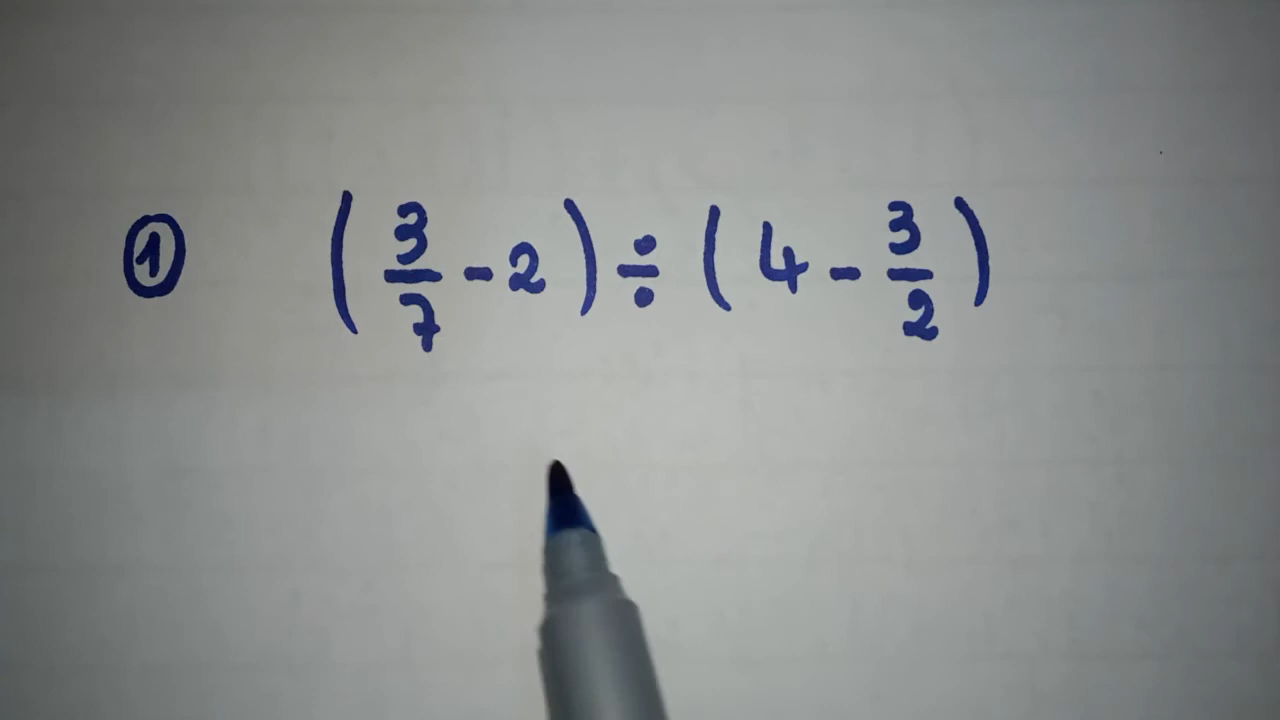 ① ( 3/7 - 2 ) ÷ ( 4 - 3/2 )